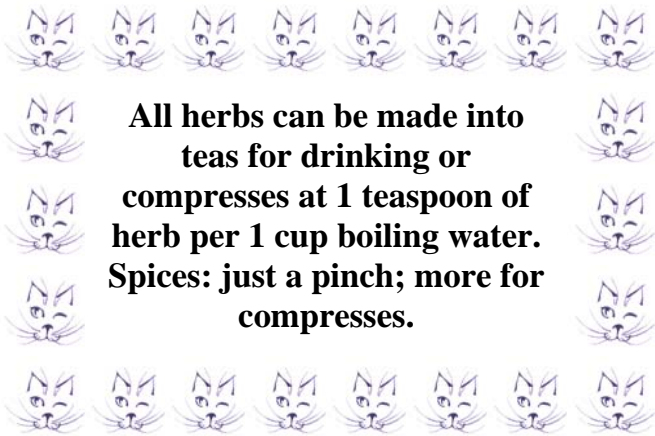 All herbs can be made into
teas for drinking or
compresses at 1 teaspoon of
herb per 1 cup boiling water.
Spices: just a pinch; more for
compresses.